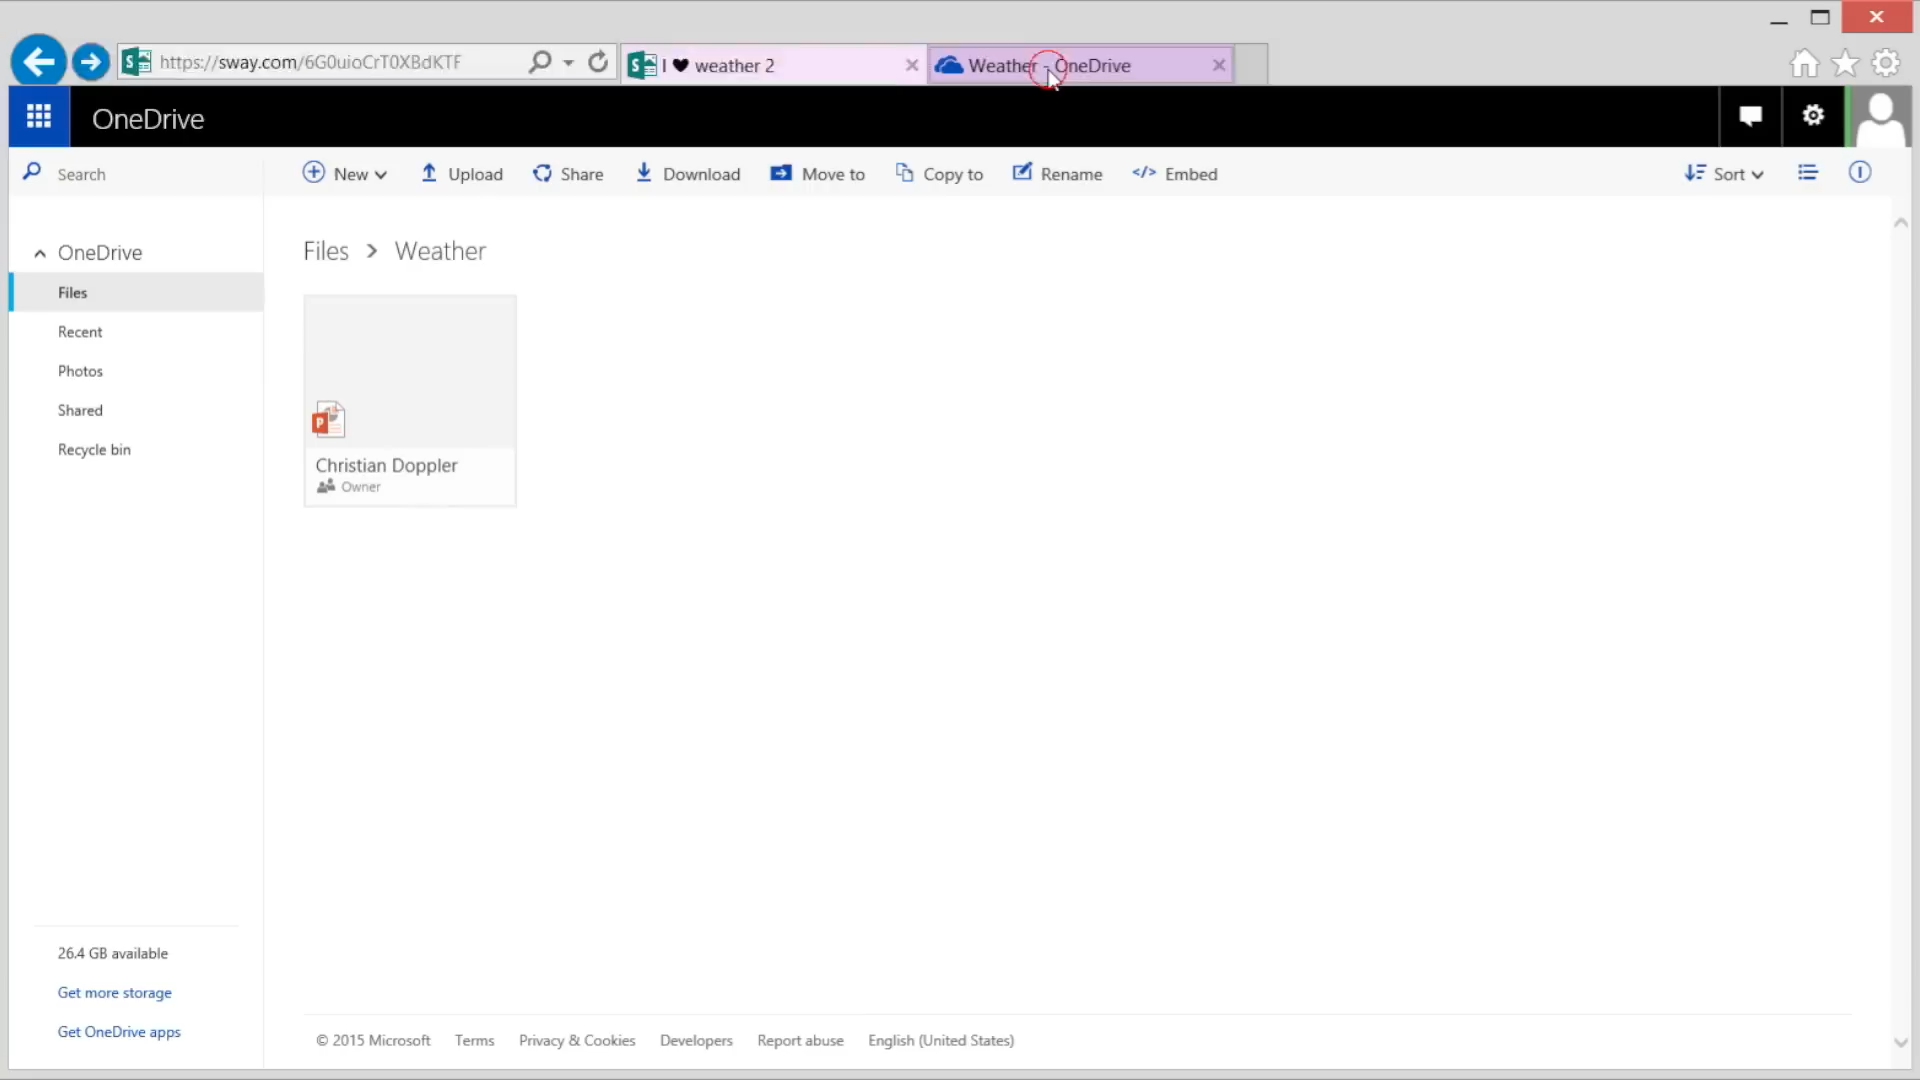 https://sway.com/6G0uioCrT0XBdKTF
I ♥ weather 2
Weather - OneDrive
OneDrive
Search
New
Upload
Share
Download
Move to
Copy to
Rename
Embed
Sort
OneDrive
Files
Recent
Photos
Shared
Recycle bin
Files > Weather
Christian Doppler
Owner
26.4 GB available
Get more storage
Get OneDrive apps
© 2015 Microsoft Terms Privacy & Cookies Developers Report abuse English (United States)